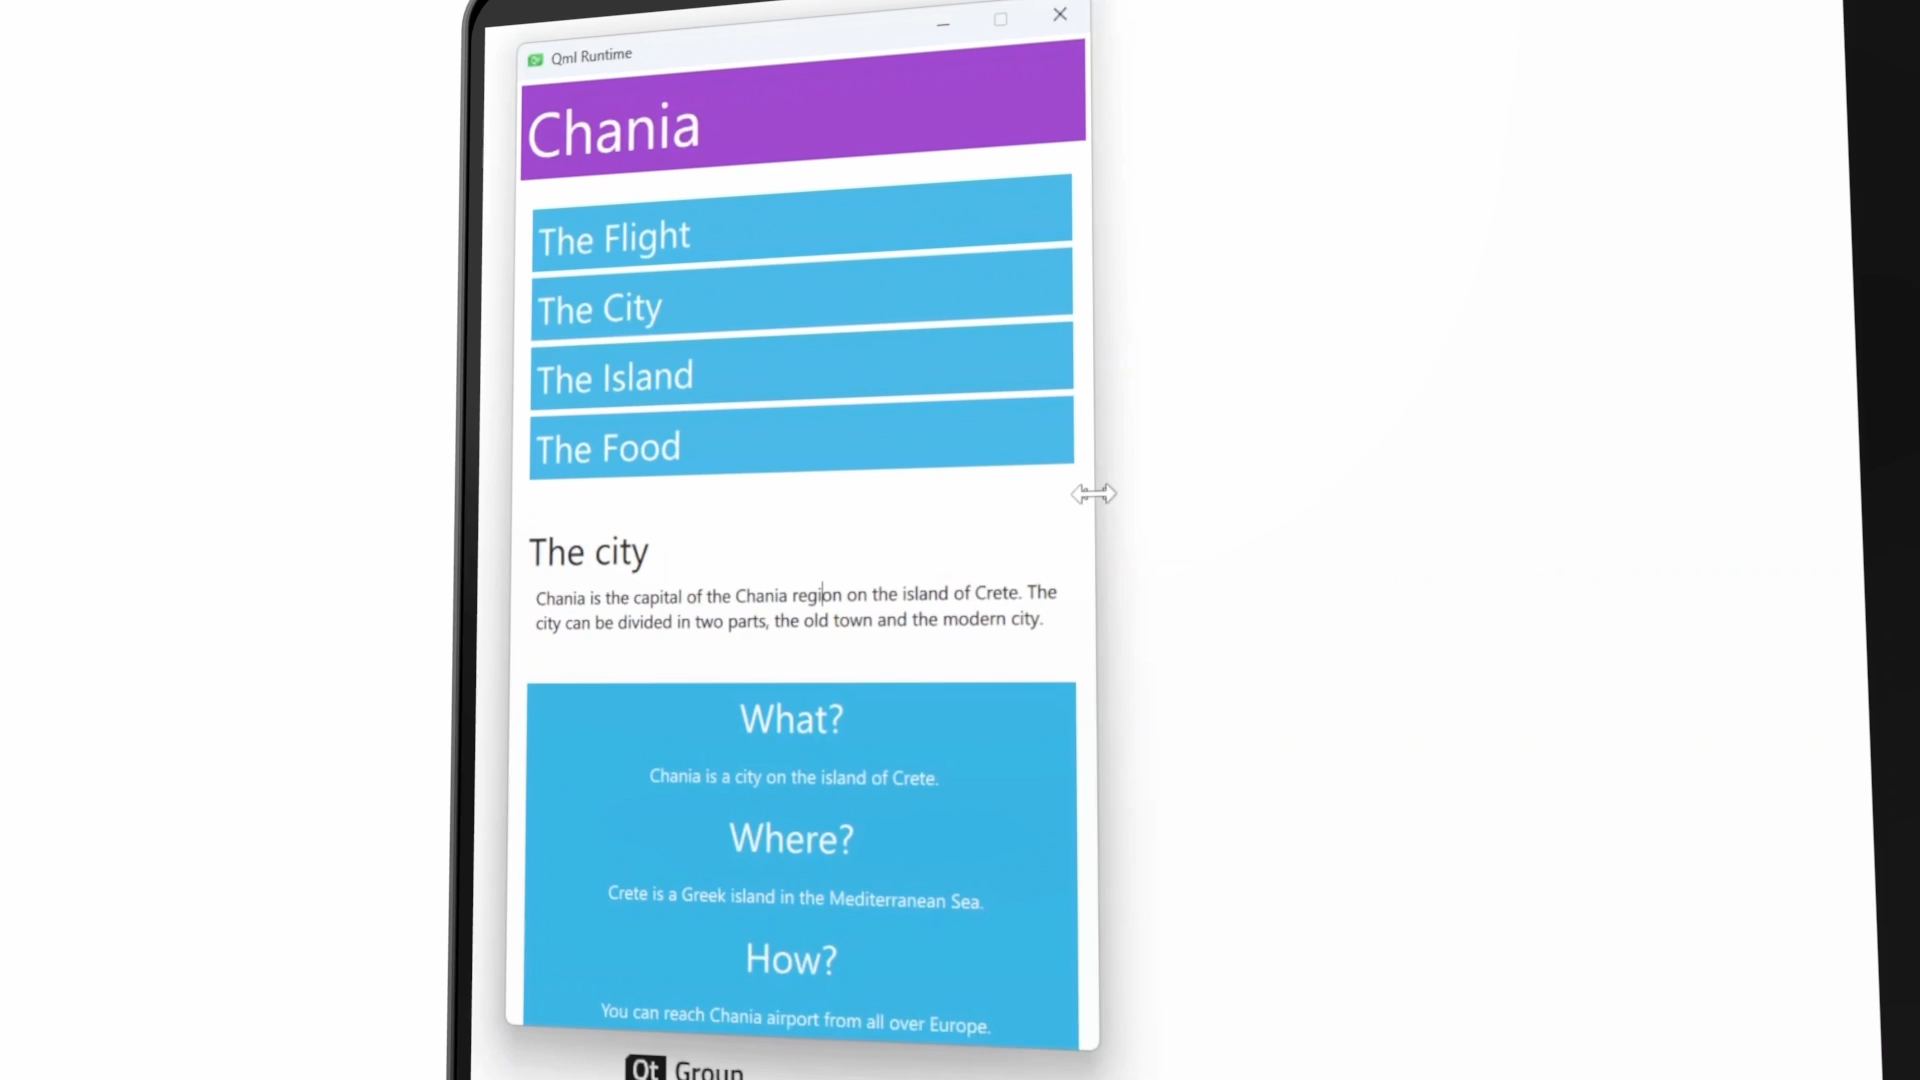 Qml Runtime
Chania
The Flight
The City
The Island
The Food
The city
Chania is the capital of the Chania region on the island of Crete. The
city can be divided in two parts, the old town and the modern city.
What?
Chania is a city on the island of Crete.
Where?
Crete is a Greek island in the Mediterranean Sea.
How?
You can reach Chania airport from all over Europe.
Qt Group